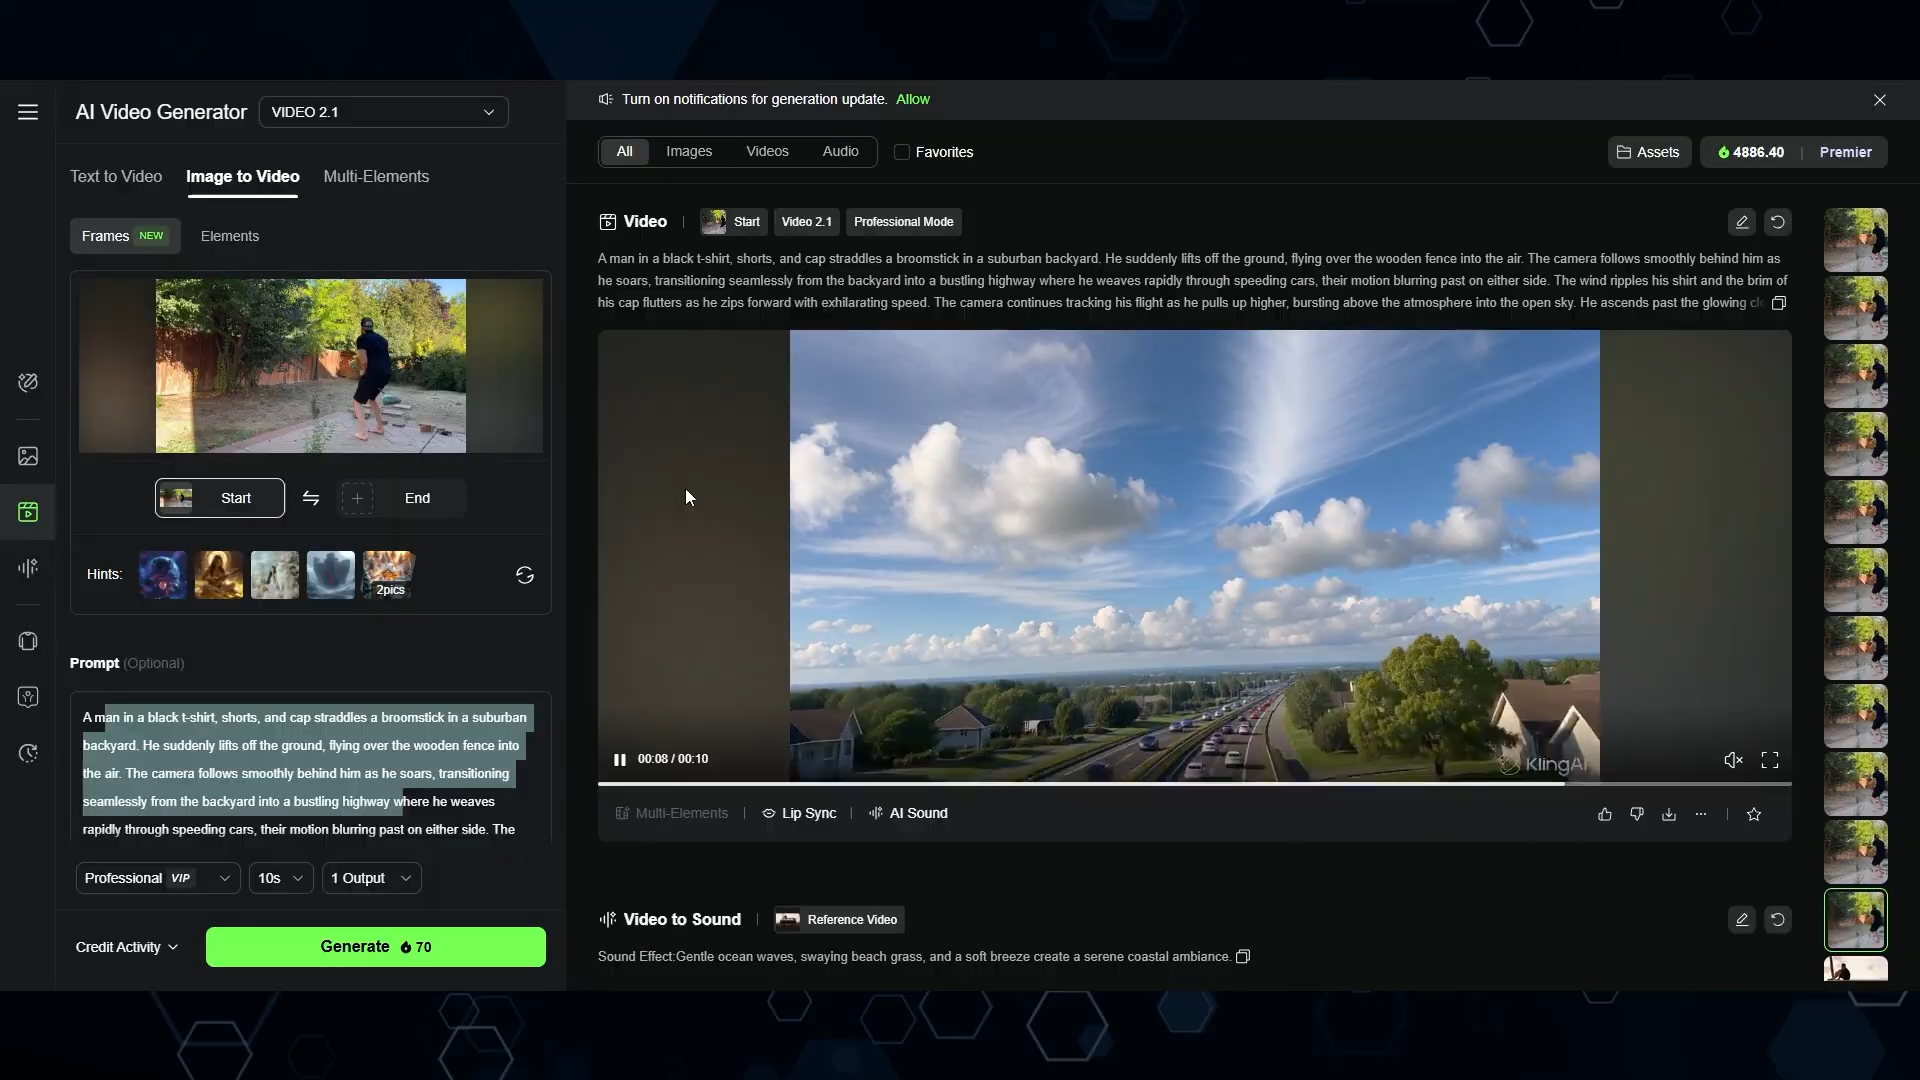 AI Video Generator
VIDEO 2.1
Text to Video
Image to Video
Multi-Elements
Frames NEW
Elements
Start
End
Hints:
2pics
Prompt (Optional)
A man in a black t-shirt, shorts, and cap straddles a broomstick in a suburban
backyard. He suddenly lifts off the ground, flying over the wooden fence into
the air. The camera follows smoothly behind him as he soars, transitioning
seamlessly from the backyard into a bustling highway where he weaves
rapidly through speeding cars, their motion blurring past on either side. The
Professional VIP
10s
1 Output
Credit Activity
Generate 70
Turn on notifications for generation update. Allow
All
Images
Videos
Audio
Favorites
Assets
4886.40 | Premier
Video
Start
Video 2.1
Professional Mode
A man in a black t-shirt, shorts, and cap straddles a broomstick in a suburban backyard. He suddenly lifts off the ground, flying over the wooden fence into the air. The camera follows smoothly behind him as
he soars, transitioning seamlessly from the backyard into a bustling highway where he weaves rapidly through speeding cars, their motion blurring past on either side. The wind ripples his shirt and the brim of
his cap flutters as he zips forward with exhilarating speed. The camera continues tracking his flight as he pulls up higher, bursting above the atmosphere into the open sky. He ascends past the glowing
00:08 / 00:10
KlingAI
Multi-Elements
Lip Sync
AI Sound
Video to Sound
Reference Video
Sound Effect:Gentle ocean waves, swaying beach grass, and a soft breeze create a serene coastal ambiance.